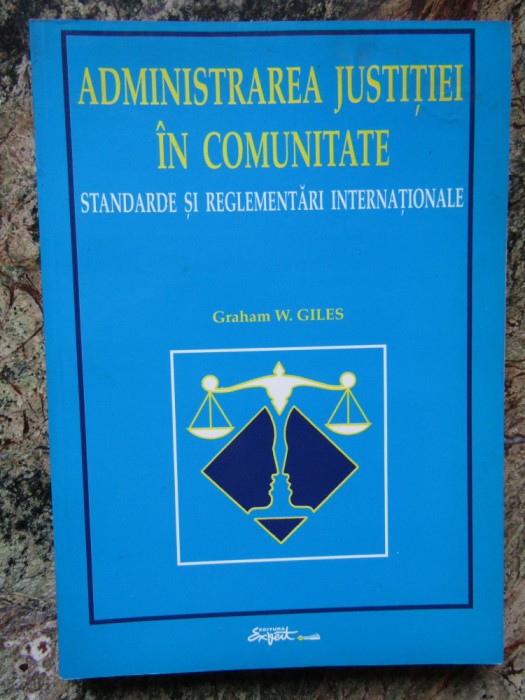 ADMINISTRAREA JUSTIȚIEI
ÎN COMUNITATE
STANDARDE ȘI REGLEMENTĂRI INTERNAȚIONALE
Graham W. GILES
EDITURA
Expert